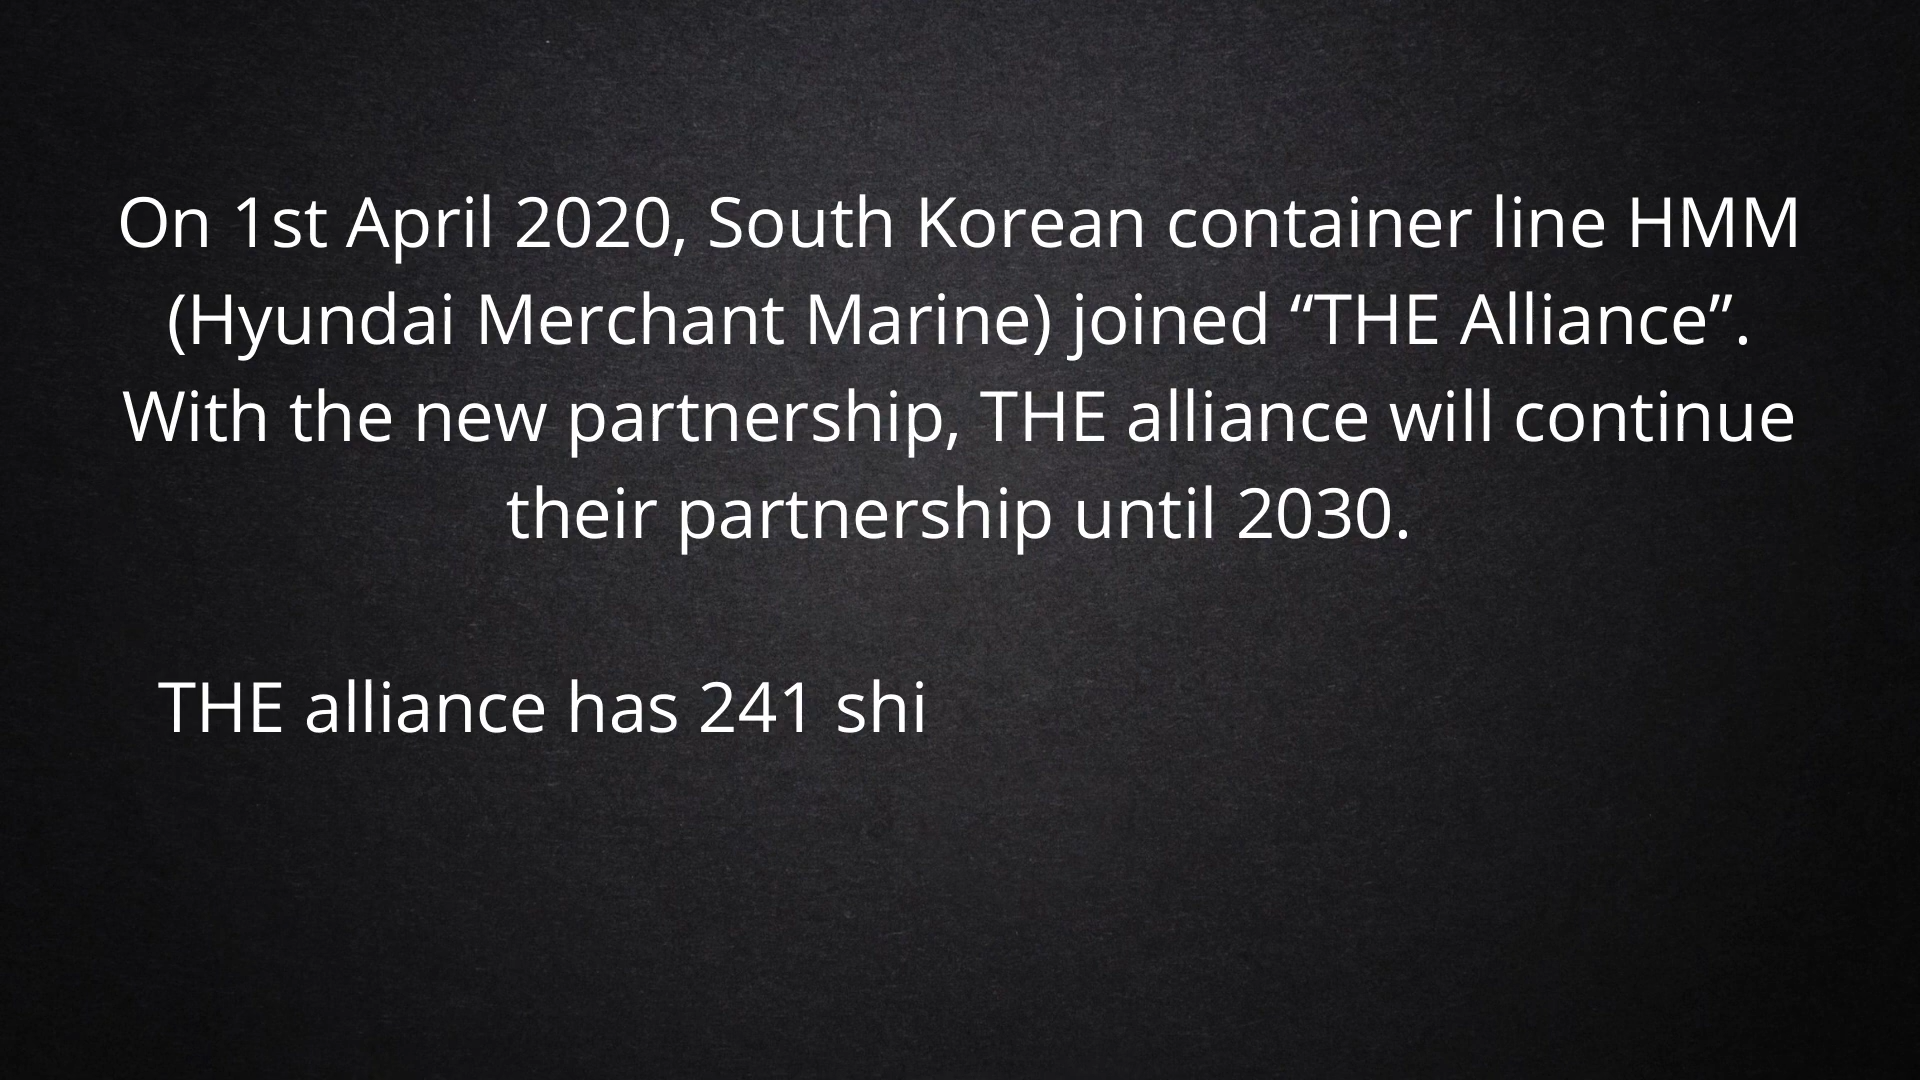 On 1st April 2020, South Korean container line HMM
(Hyundai Merchant Marine) joined “THE Alliance”.
With the new partnership, THE alliance will continue
their partnership until 2030.
THE alliance has 241 shi